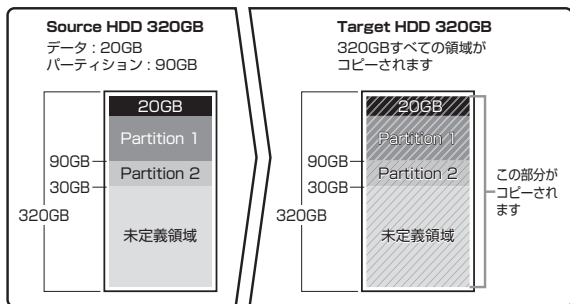 Source HDD 320GB
データ : 20GB
パーティション : 90GB
20GB
Partition 1
90GB
Partition 2
30GB
320GB
未定義領域
Target HDD 320GB
320GBすべての領域が
コピーされます
20GB
Partition 1
90GB
Partition 2
30GB
320GB
未定義領域
この部分が
コピーされ
ます